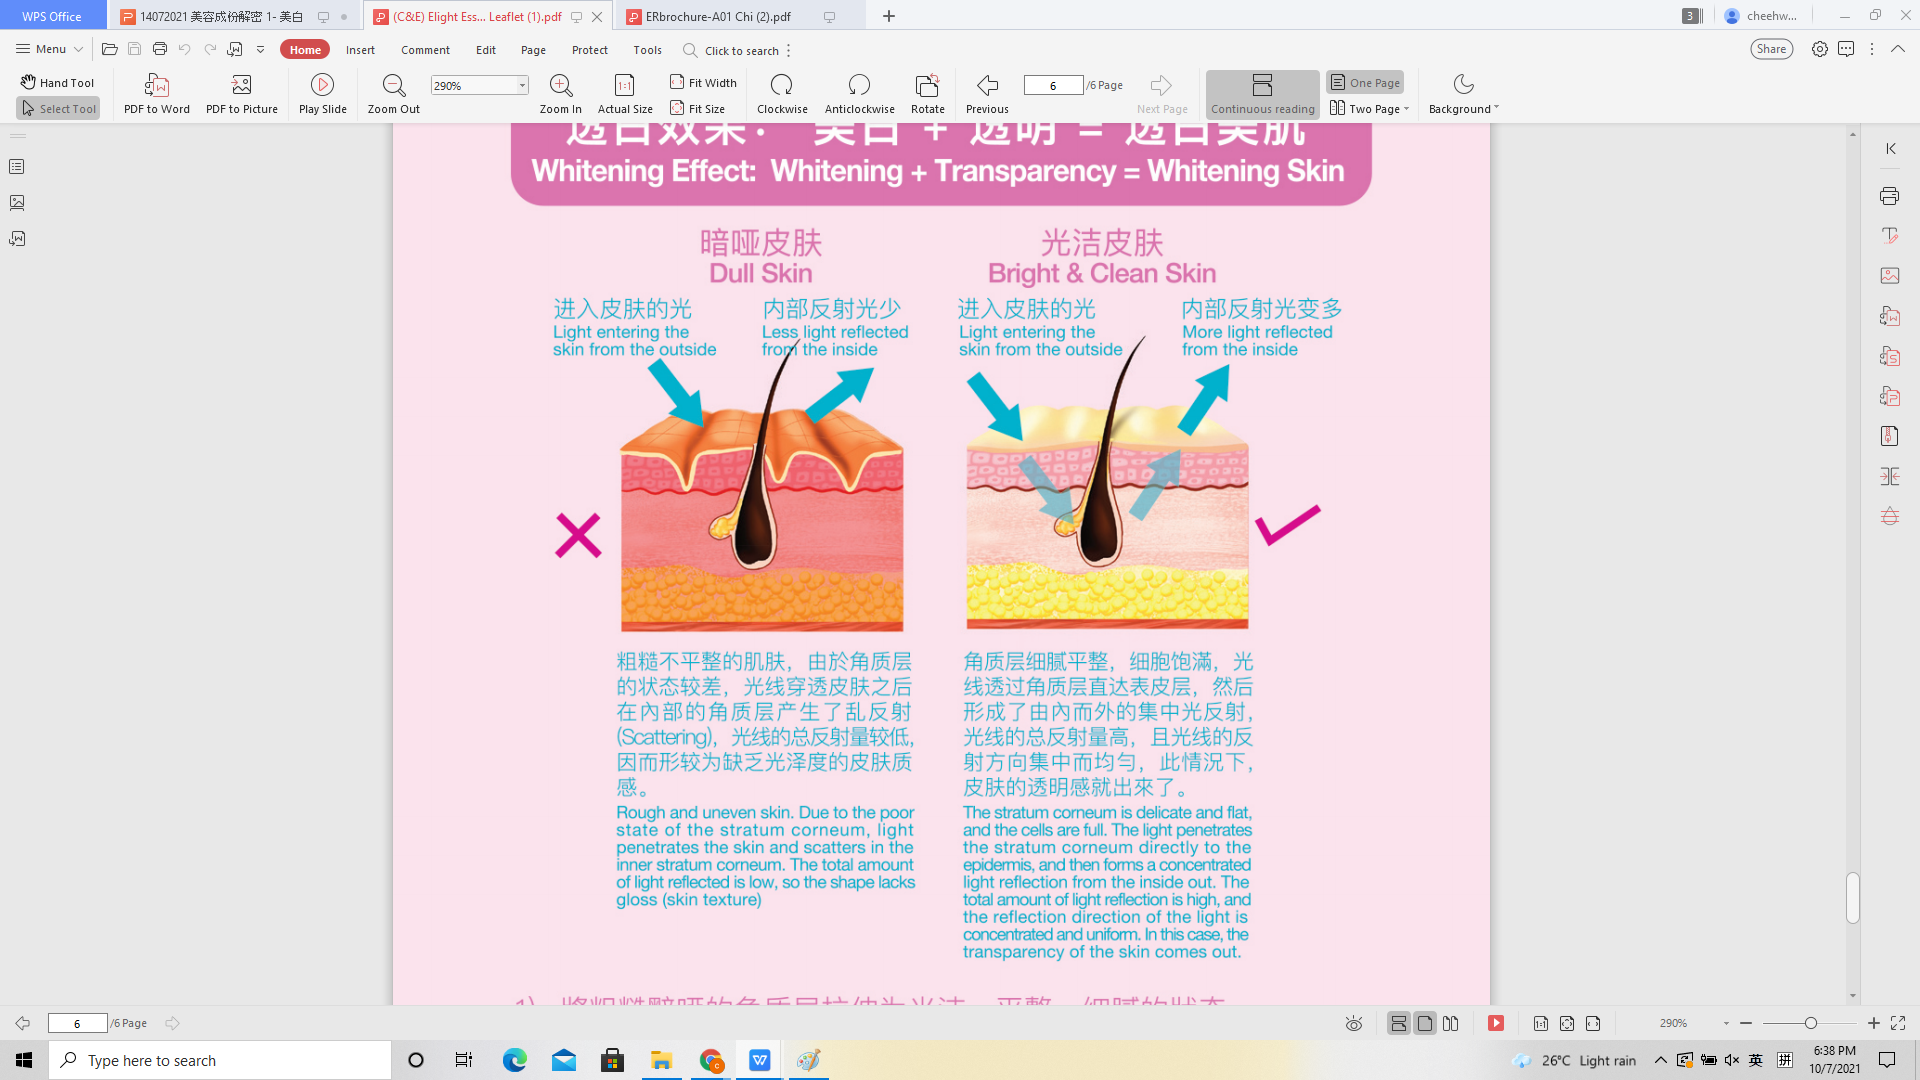 WPS Office
14072021 美容成份解密 1- 美白
(C&E) Elight Ess... Leaflet (1).pdf
ERbrochure-A01 Chi (2).pdf
3
cheehw...
Menu
Home
Insert
Comment
Edit
Page
Protect
Tools
Click to search
Share
Hand Tool
Select Tool
PDF to Word
PDF to Picture
Play Slide
Zoom Out
290%
Zoom In
1:1
Actual Size
Fit Width
Fit Size
Clockwise
Anticlockwise
Rotate
Previous
6
/6 Page
Next Page
Continuous reading
One Page
Two Page
Background
透白效果： 美白 + 透明 = 透白美肌
Whitening Effect: Whitening + Transparency = Whitening Skin
暗哑皮肤
Dull Skin
光洁皮肤
Bright & Clean Skin
进入皮肤的光
Light entering the
skin from the outside
内部反射光少
Less light reflected
from the inside
进入皮肤的光
Light entering the
skin from the outside
内部反射光变多
More light reflected
from the inside
粗糙不平整的肌肤，由於角质层
的状态较差，光线穿透皮肤之后
在內部的角质层产生了乱反射
(Scattering)，光线的总反射量较低,
因而形较为缺乏光泽度的皮肤质
感。
Rough and uneven skin. Due to the poor
state of the stratum corneum, light
penetrates the skin and scatters in the
inner stratum corneum. The total amount
of light reflected is low, so the shape lacks
gloss (skin texture)
角质层细腻平整，细胞饱滿，光
线透过角质层直达表皮层，然后
形成了由內而外的集中光反射,
光线的总反射量高，且光线的反
射方向集中而均匀，此情况下,
皮肤的透明感就出來了。
The stratum corneum is delicate and flat,
and the cells are full. The light penetrates
the stratum corneum directly to the
epidermis, and then forms a concentrated
light reflection from the inside out. The
total amount of light reflection is high, and
the reflection direction of the light is
concentrated and uniform. In this case, the
transparency of the skin comes out.
6
/6 Page
290%
Type here to search
26°C Light rain
英
拼
6:38 PM
10/7/2021